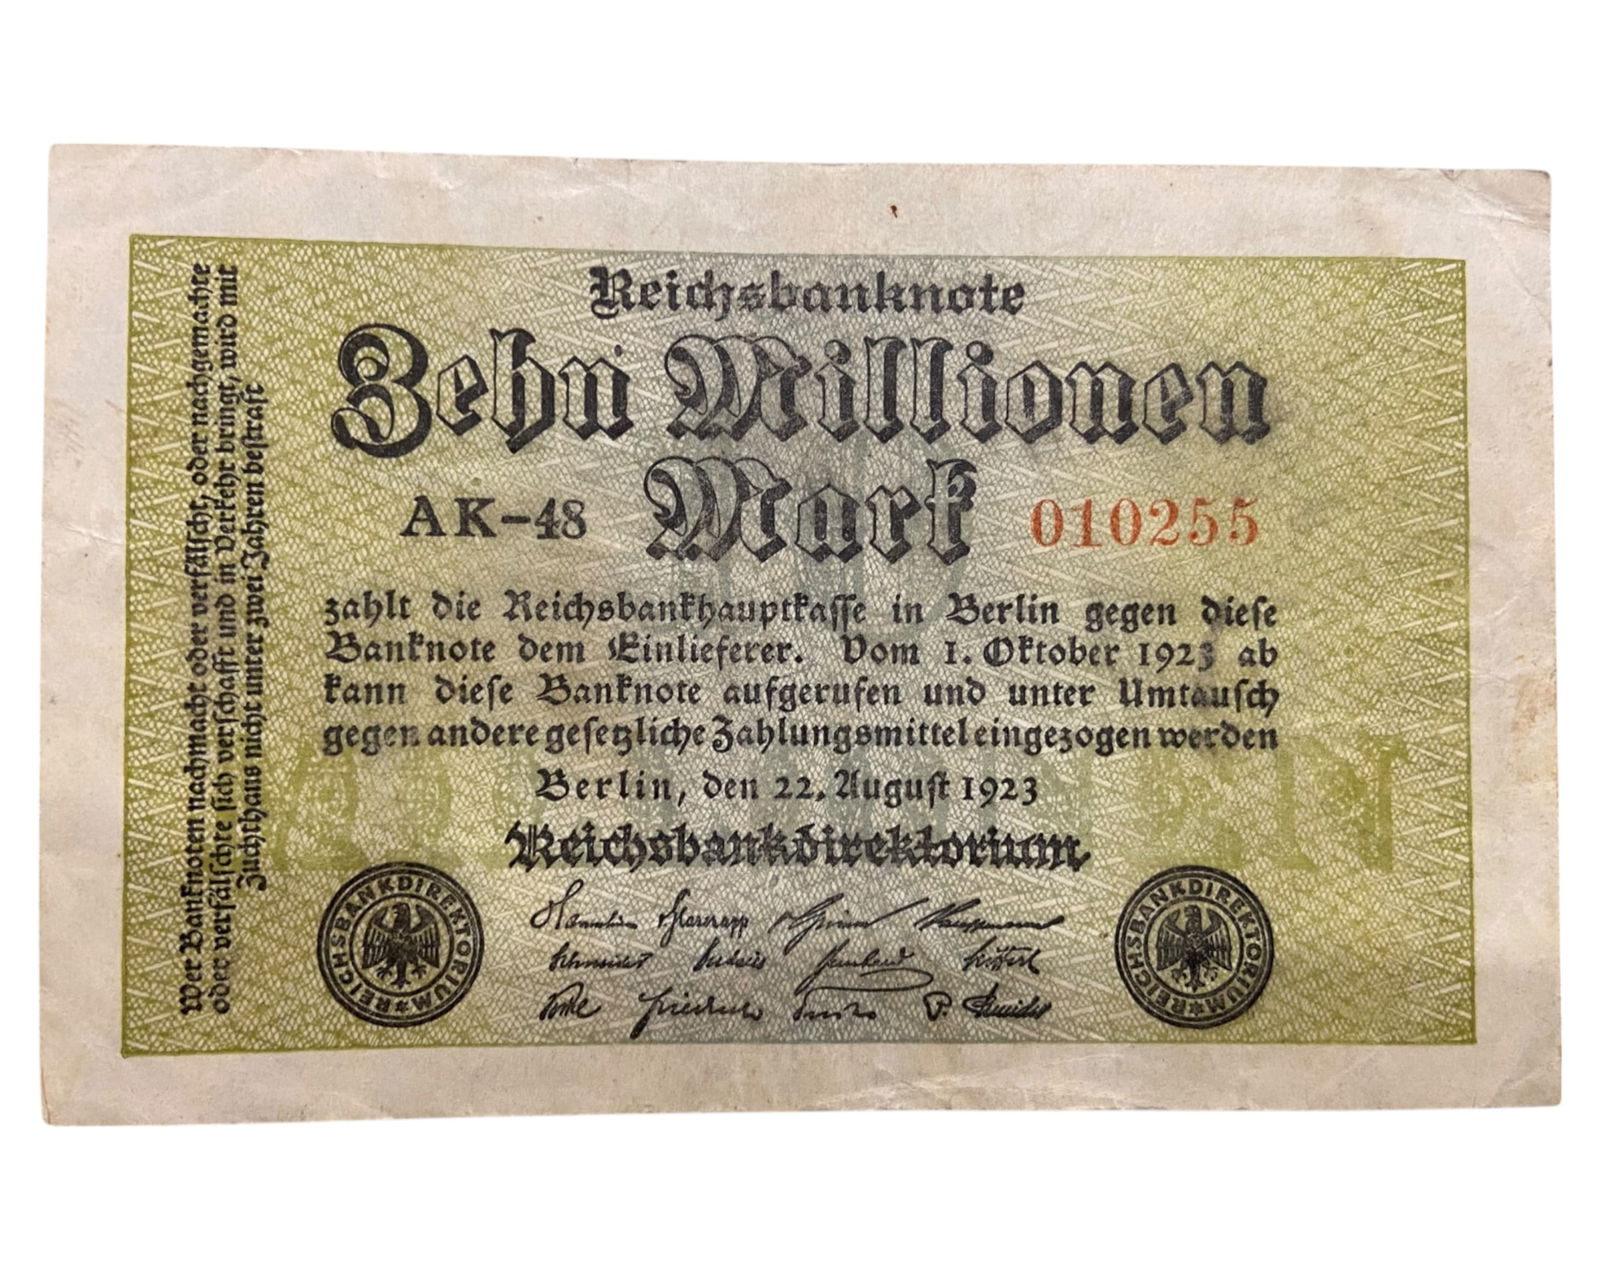 Reichsbanknote
Zehn Millionen
Mark
AK-48
010255
zahlt die Reichsbankhauptkasse in Berlin gegen diese
Banknote dem Einlieferer. Vom 1. Oktober 1923 ab
kann diese Banknote aufgerufen und unter Umtausch
gegen andere gesetzliche Zahlungsmittel eingezogen werden
Berlin, den 22. August 1923
Reichsbankdirektorium
REICHSBANKDIREKTORIUM
REICHSBANKDIREKTORIUM
Wer Banknoten nachmacht oder verfälscht, oder nachgemachte
oder verfälschte sich verschafft und in Verkehr bringt, wird mit
Zuchthaus nicht unter zwei Jahren bestraft